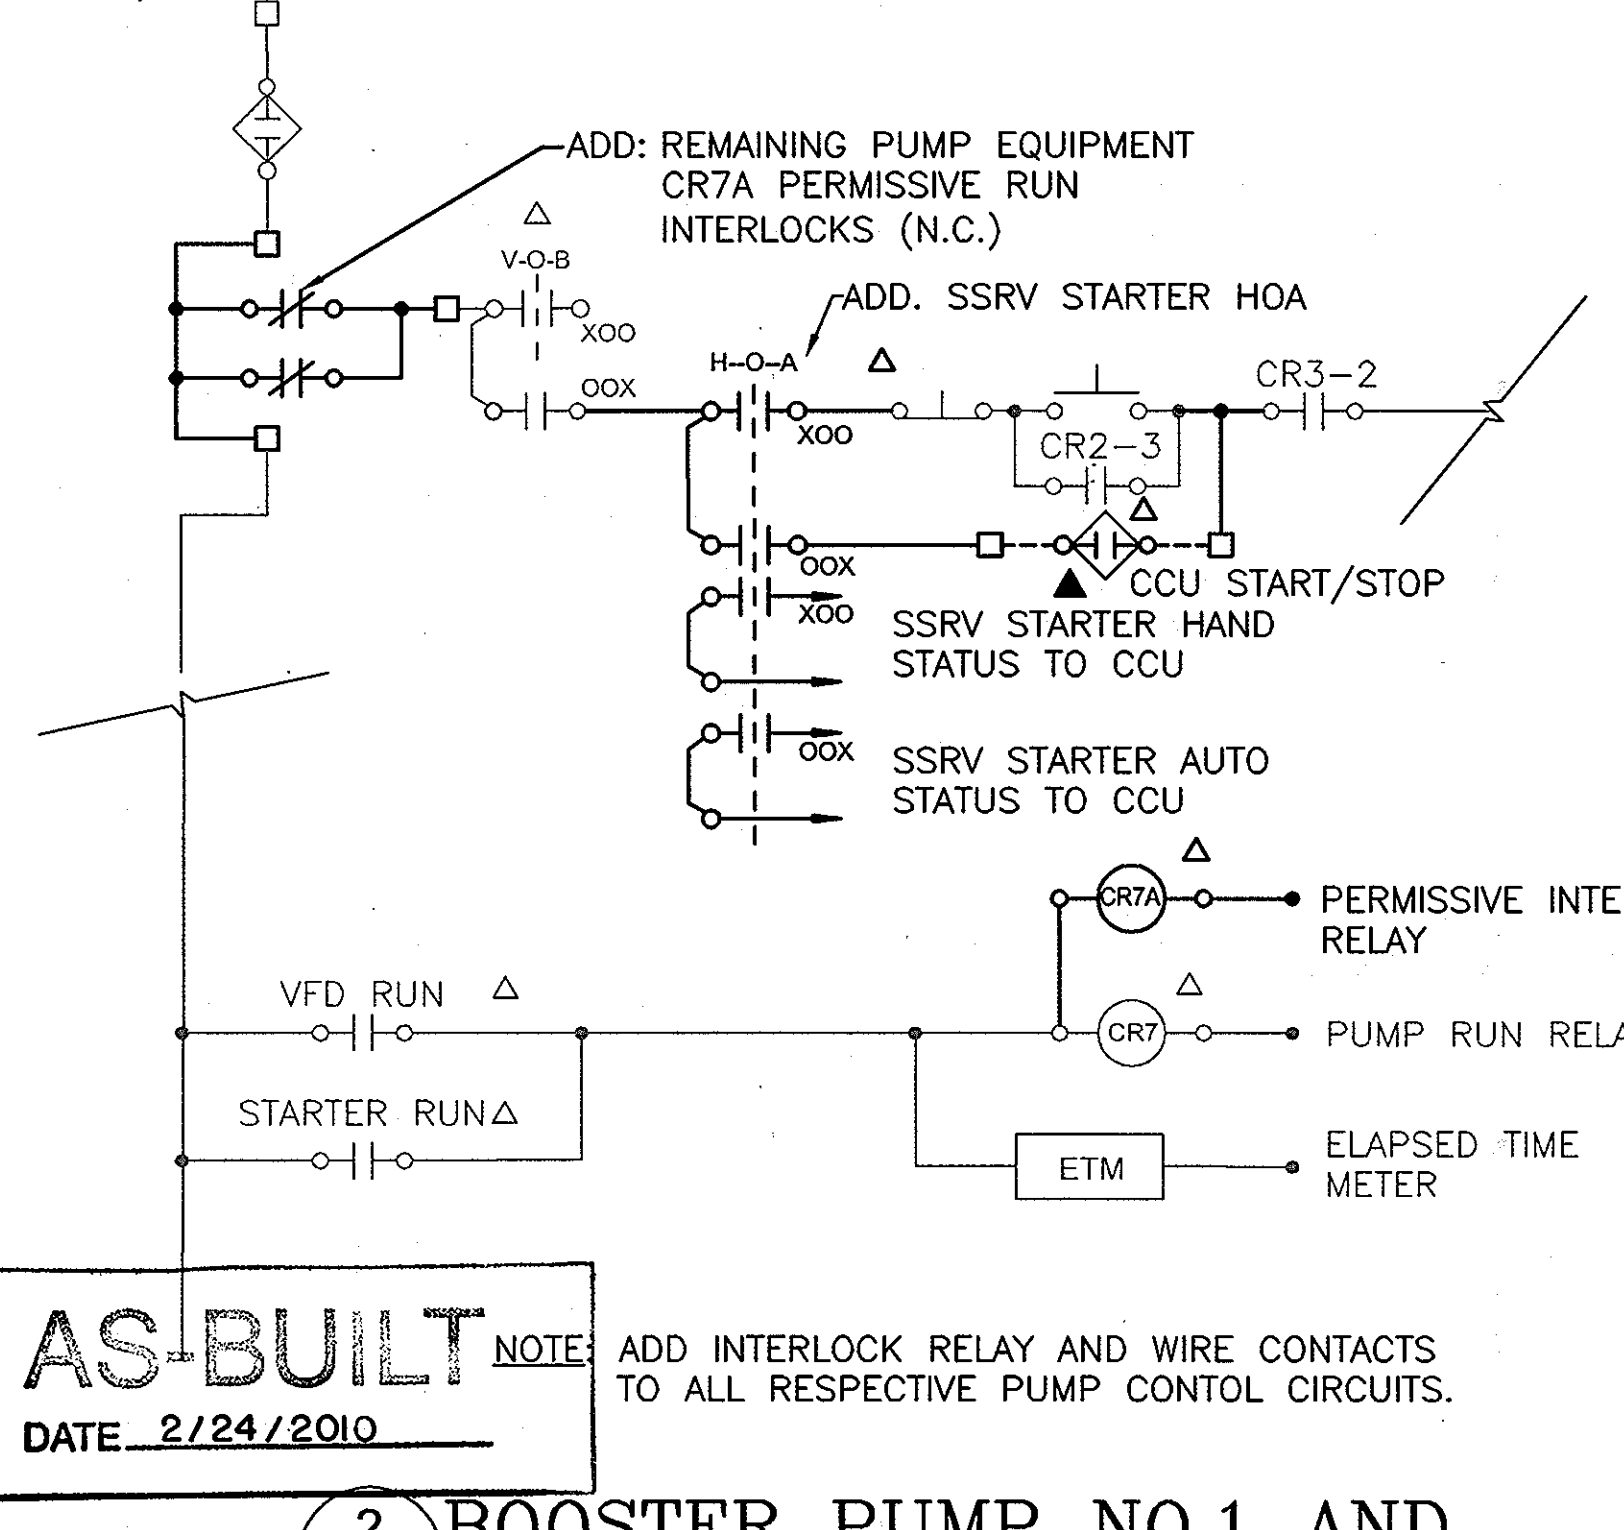 ADD: REMAINING PUMP EQUIPMENT
CR7A PERMISSIVE RUN
INTERLOCKS (N.C.)
V-O-B
XOO
OOX
ADD. SSRV STARTER HOA
H--O--A
XOO
CR3-2
CR2-3
OOX
CCU START/STOP
XOO
SSRV STARTER HAND
STATUS TO CCU
OOX
SSRV STARTER AUTO
STATUS TO CCU
CR7A
PERMISSIVE INTE
RELAY
VFD RUN
CR7
PUMP RUN RELA
STARTER RUN
ETM
ELAPSED TIME
METER
AS-BUILT
DATE 2/24/2010
NOTE: ADD INTERLOCK RELAY AND WIRE CONTACTS
TO ALL RESPECTIVE PUMP CONTOL CIRCUITS.
2 BOOSTER PUMP NO.1 AND